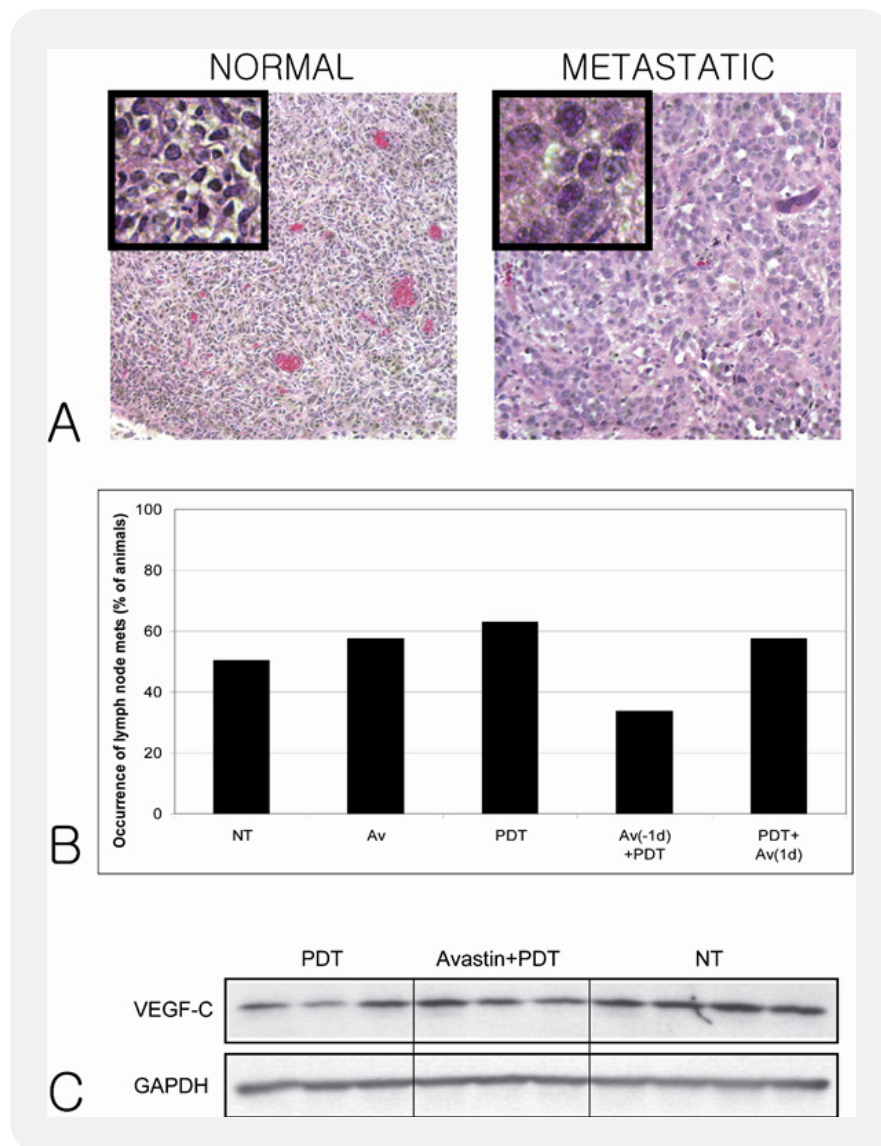 NORMAL METASTATIC
A
Occurrence of lymph node mets (% of animals)
100
80
60
40
20
0
NT Av PDT Av(-1d) PDT+
+PDT Av(1d)
B
PDT Avastin+PDT NT
VEGF-C
GAPDH
C